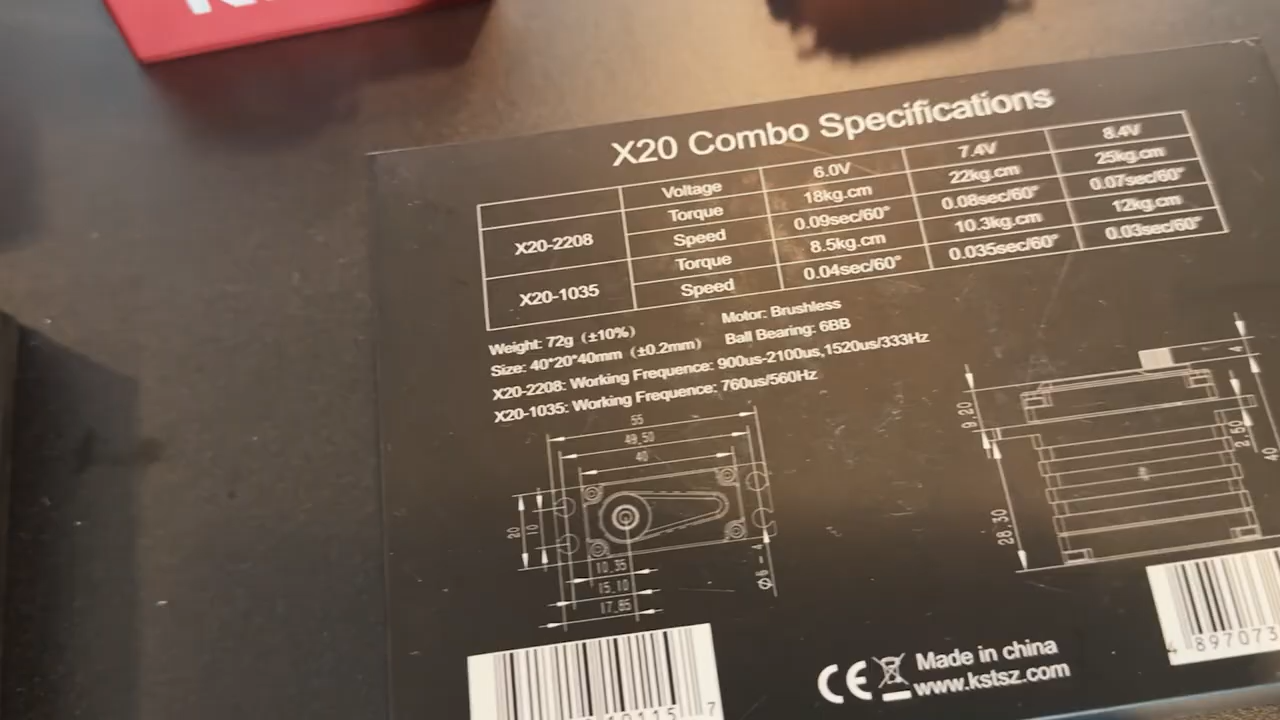 X20 Combo Specifications
Voltage 6.0V 7.4V 8.4V
X20-2208 Torque 18kg.cm 22kg.cm 25kg.cm
Speed 0.09sec/60° 0.08sec/60° 0.07sec/60°
X20-1035 Torque 8.5kg.cm 10.3kg.cm 12kg.cm
Speed 0.04sec/60° 0.035sec/60° 0.03sec/60°
Weight: 72g (±10%) Motor: Brushless
Size: 40*20*40mm (±0.2mm) Ball Bearing: 6BB
X20-2208: Working Frequence: 900us-2100us,1520us/333Hz
X20-1035: Working Frequence: 760us/560Hz
55
49,50
40
20
10
10,35
15,10
17,85
4
9,20
2,50
40
28,30
Made in china
www.kstsz.com
4 897073